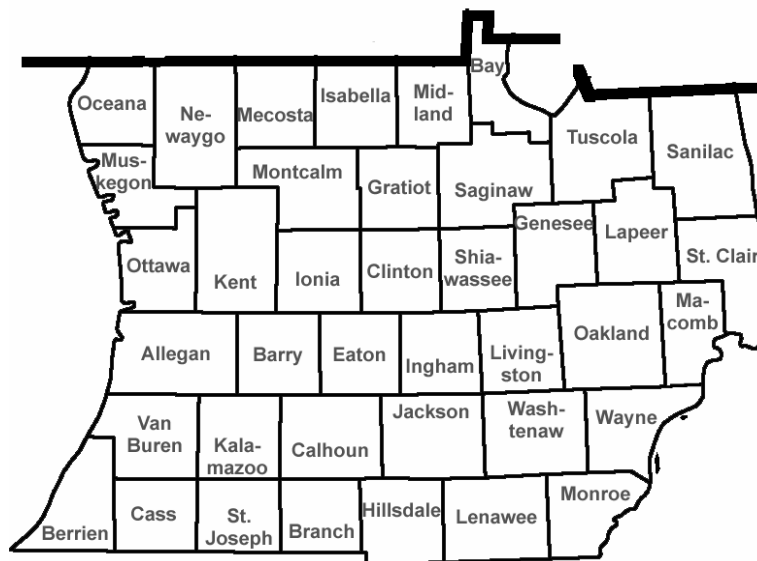 Bay
Oceana
Ne-
waygo
Mecosta
Isabella
Mid-
land
Tuscola
Sanilac
Mus-
kegon
Montcalm
Gratiot
Saginaw
Genesee
Lapeer
St. Clair
Ottawa
Kent
Ionia
Clinton
Shia-
wassee
Ma-
comb
Allegan
Barry
Eaton
Ingham
Living-
ston
Oakland
Van
Buren
Kala-
mazoo
Calhoun
Jackson
Wash-
tenaw
Wayne
Berrien
Cass
St.
Joseph
Branch
Hillsdale
Lenawee
Monroe